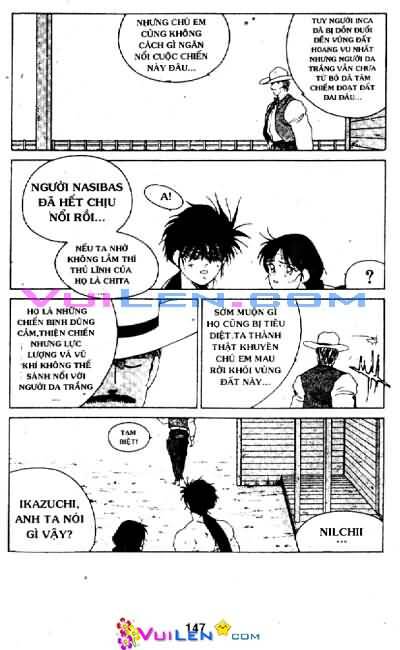 TUY NGƯỜI INCA
ĐÃ BỊ DỒN ĐUỔI
ĐẾN VÙNG ĐẤT
HOANG VU NHẤT
NHƯNG NGƯỜI DA
TRẮNG VẪN CHƯA
TỪ BỎ DÃ TÂM
CHIẾM ĐOẠT ĐẤT
ĐAI ĐÂU...
NHƯNG CHÚ EM
CŨNG KHÔNG
CÁCH GÌ NGĂN
NỔI CUỘC CHIẾN
NÀY ĐÂU...
NGƯỜI NASIBAS
ĐÃ HẾT CHỊU
NỔI RỒI...
NẾU TA NHỚ
KHÔNG LẦM THÌ
THỦ LĨNH CỦA
HỌ LÀ CHITA
A!
?
VUILEN.COM
HỌ LÀ NHỮNG
CHIẾN BINH DŨNG
CẢM,THIỆN CHIẾN
NHƯNG LỰC
LƯỢNG VÀ VŨ
KHÍ KHÔNG THỂ
SÁNH NỔI VỚI
NGƯỜI DA TRẮNG
...
SỚM MUỘN GÌ
HỌ CŨNG BỊ TIÊU
DIỆT.TA THÀNH
THẬT KHUYÊN
CHÚ EM MAU
RỜI KHỎI VÙNG
ĐẤT NÀY...
TẠM
BIỆT!
IKAZUCHI,
ANH TA NÓI
GÌ VẬY?
NILCHII
...
147
VUILEN.COM